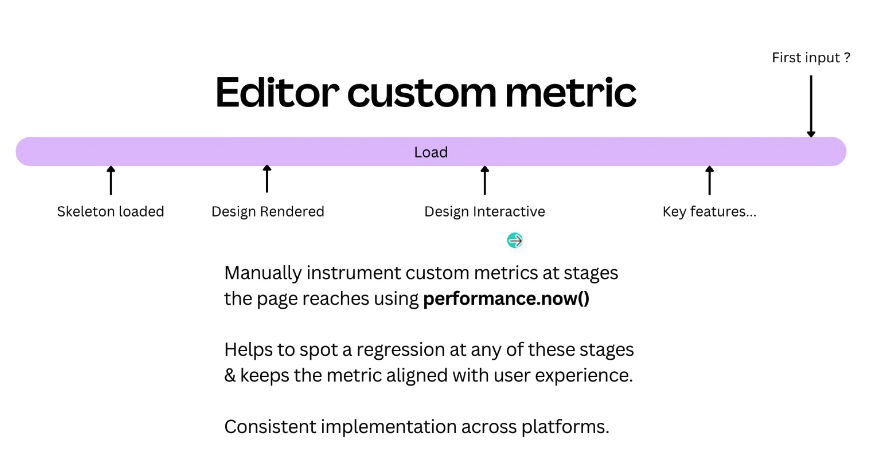 First input ?
Editor custom metric
Load
Skeleton loaded
Design Rendered
Design Interactive
Key features...
Manually instrument custom metrics at stages
the page reaches using performance.now()
Helps to spot a regression at any of these stages
& keeps the metric aligned with user experience.
Consistent implementation across platforms.